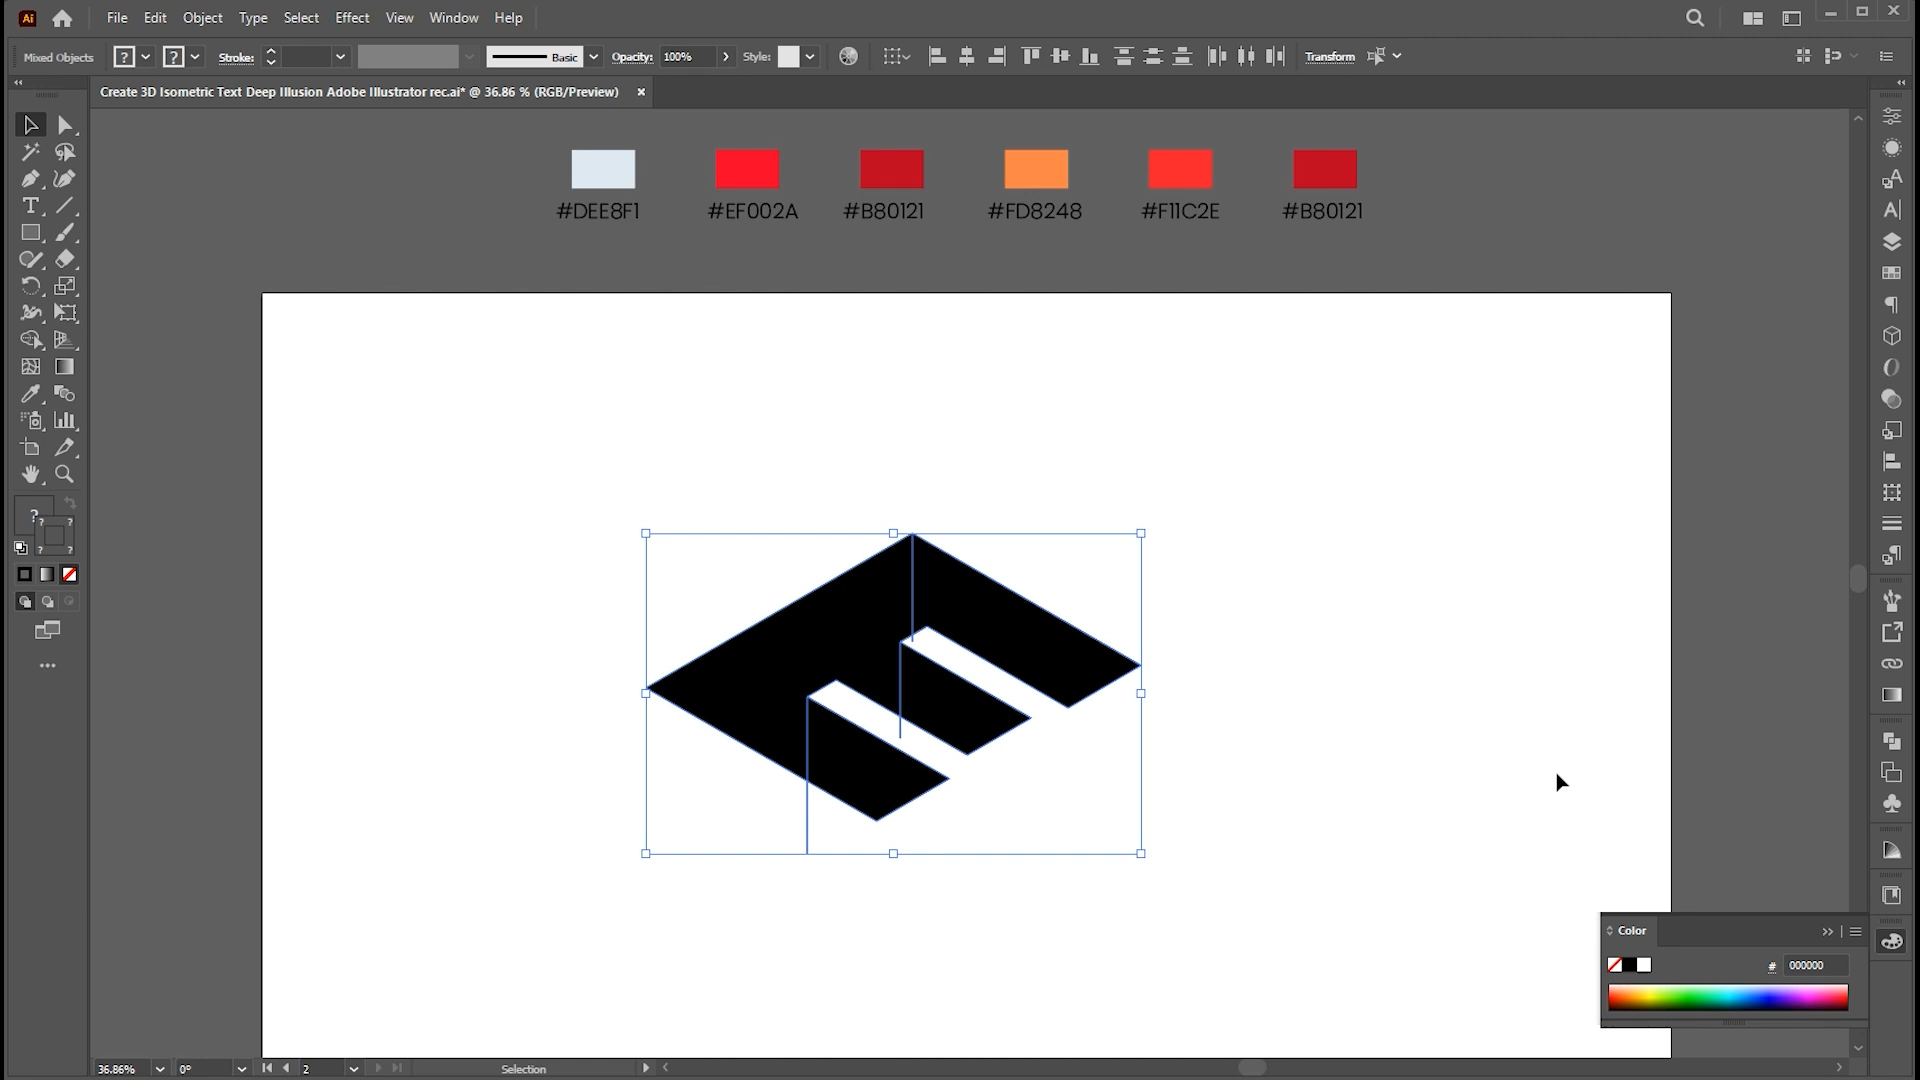 Ai File Edit Object Type Select Effect View Window Help
Mixed Objects ? ? Stroke: Basic Opacity: 100% Style: Transform
Create 3D Isometric Text Deep Illusion Adobe Illustrator rec.ai* @ 36.86 % (RGB/Preview) ×
#DEE8F1 #EF002A #B80121 #FD8248 #F11C2E #B80121
T
?
? ?
? ?
Color
# 000000
36.86% 0° 2 Selection